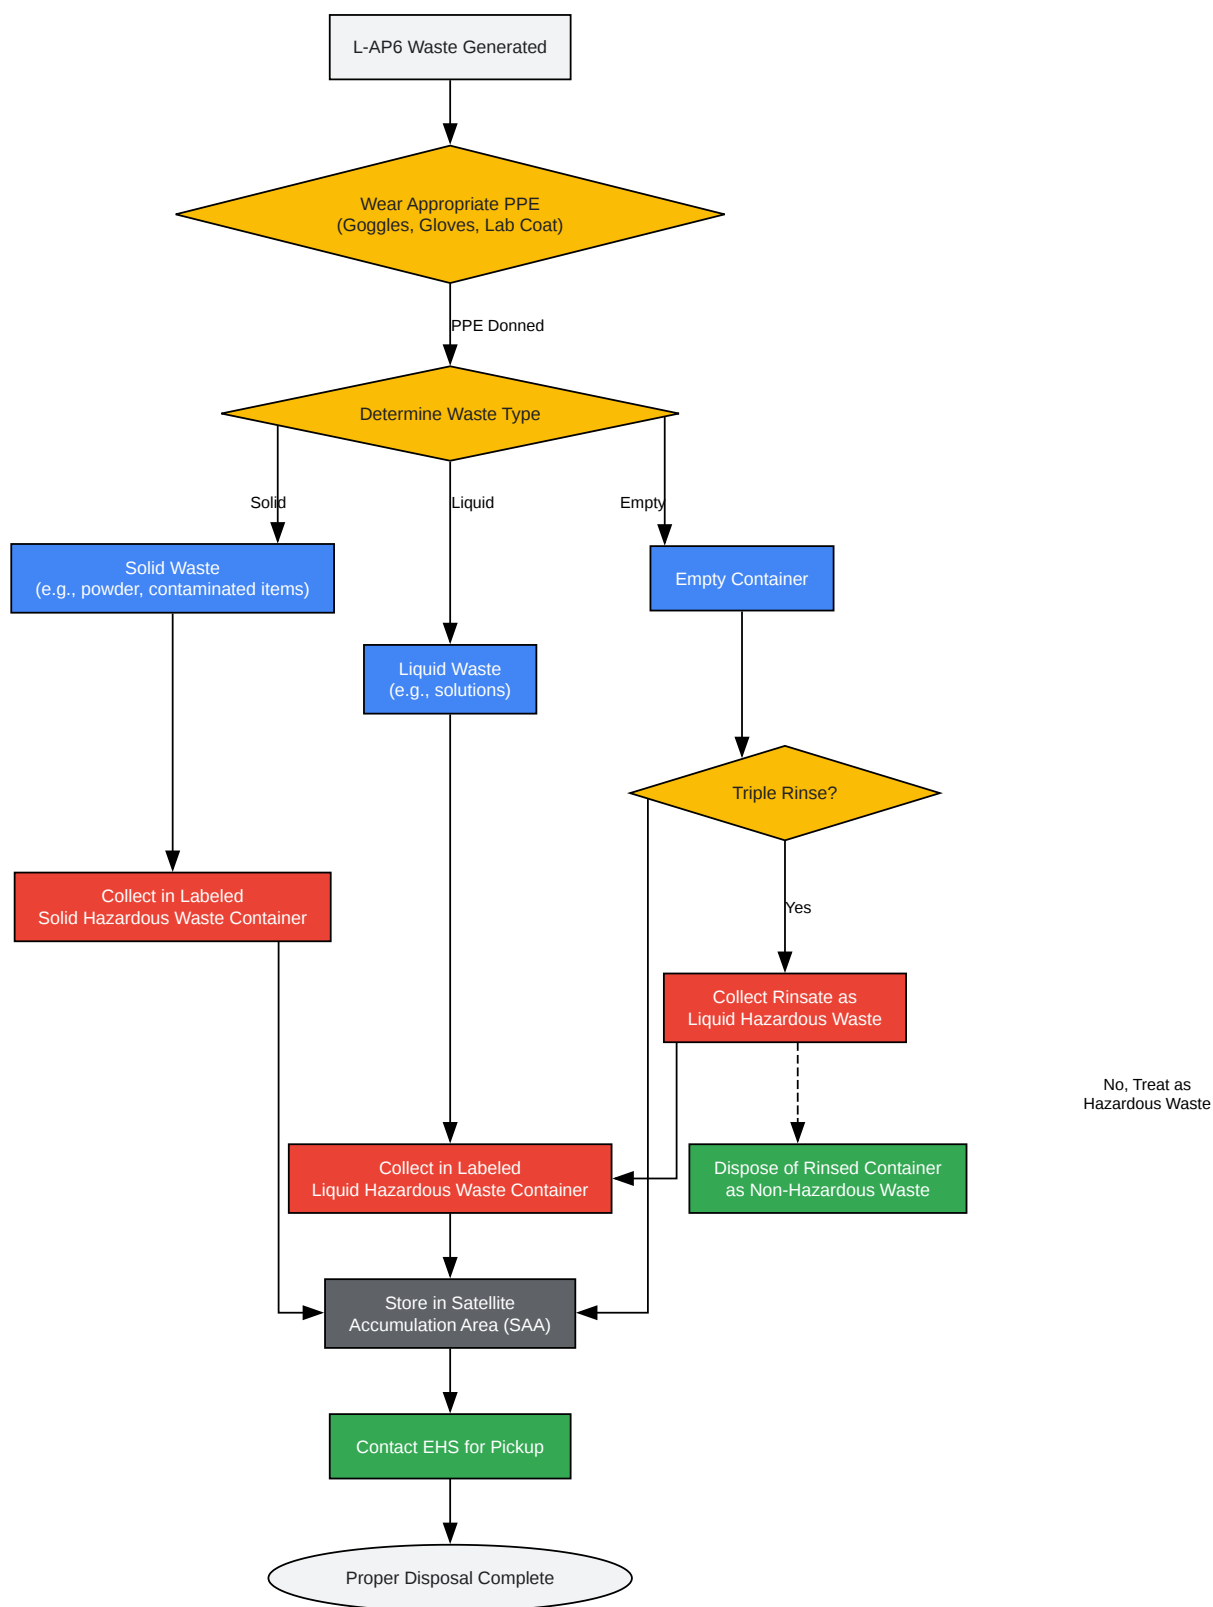 L-AP6 Waste Generated
Wear Appropriate PPE
(Goggles, Gloves, Lab Coat)
PPE Donned
Determine Waste Type
Solid
Liquid
Empty
Solid Waste
(e.g., powder, contaminated items)
Empty Container
Liquid Waste
(e.g., solutions)
Triple Rinse?
Collect in Labeled
Solid Hazardous Waste Container
Yes
Collect Rinsate as
Liquid Hazardous Waste
No, Treat as
Hazardous Waste
Collect in Labeled
Liquid Hazardous Waste Container
Dispose of Rinsed Container
as Non-Hazardous Waste
Store in Satellite
Accumulation Area (SAA)
Contact EHS for Pickup
Proper Disposal Complete